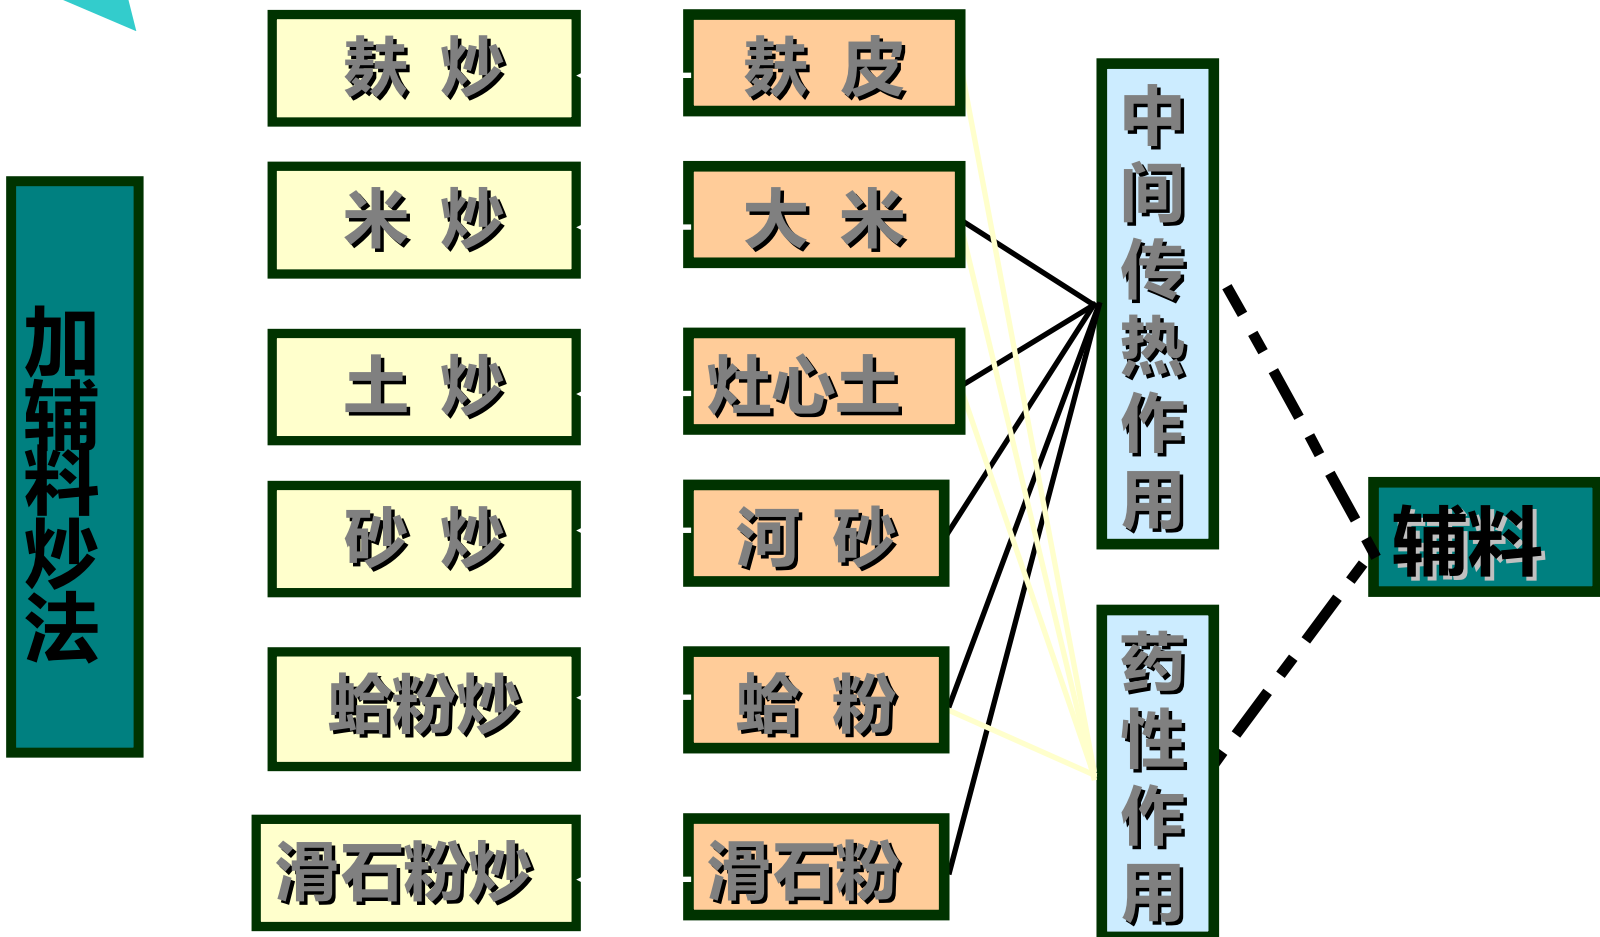 加辅料炒法
麸 炒
米 炒
土 炒
砂 炒
蛤粉炒
滑石粉炒
麸 皮
大 米
灶心土
河 砂
蛤 粉
滑石粉
中间传热作用
药性作用
辅料